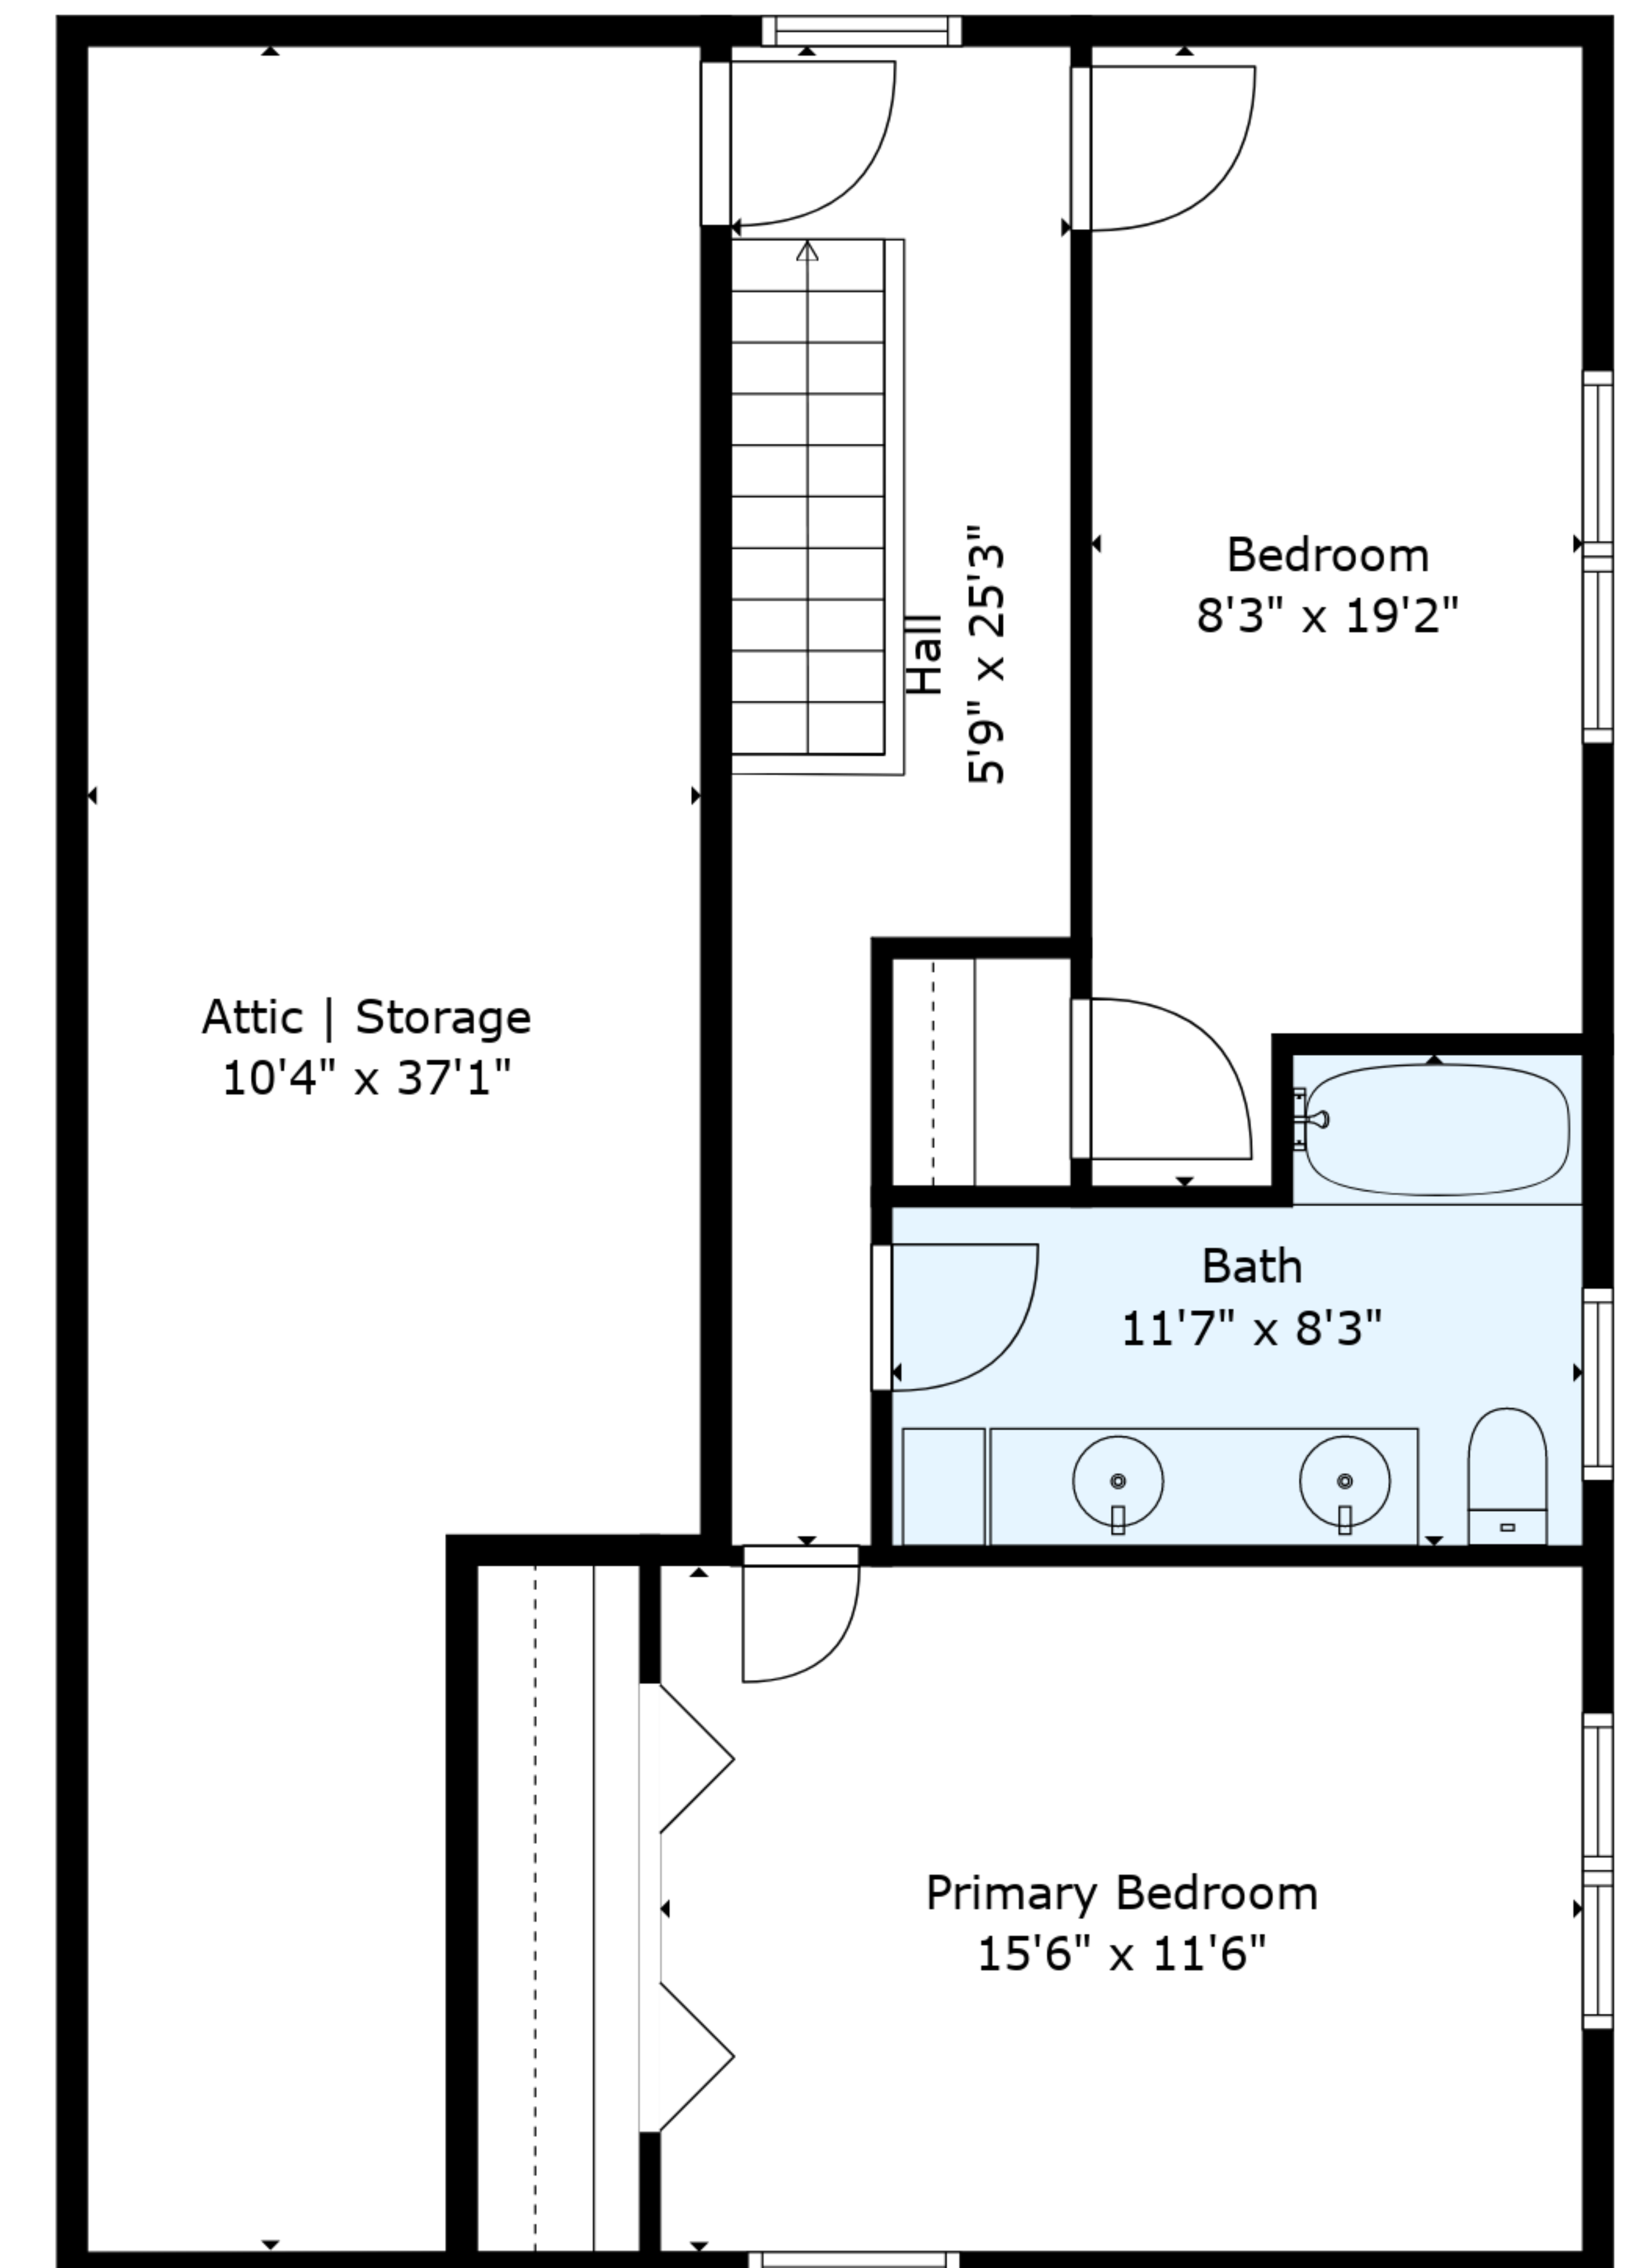 Bedroom
8'3" x 19'2"
Hall
5'9" x 25'3"
Attic | Storage
10'4" x 37'1"
Bath
11'7" x 8'3"
Primary Bedroom
15'6" x 11'6"